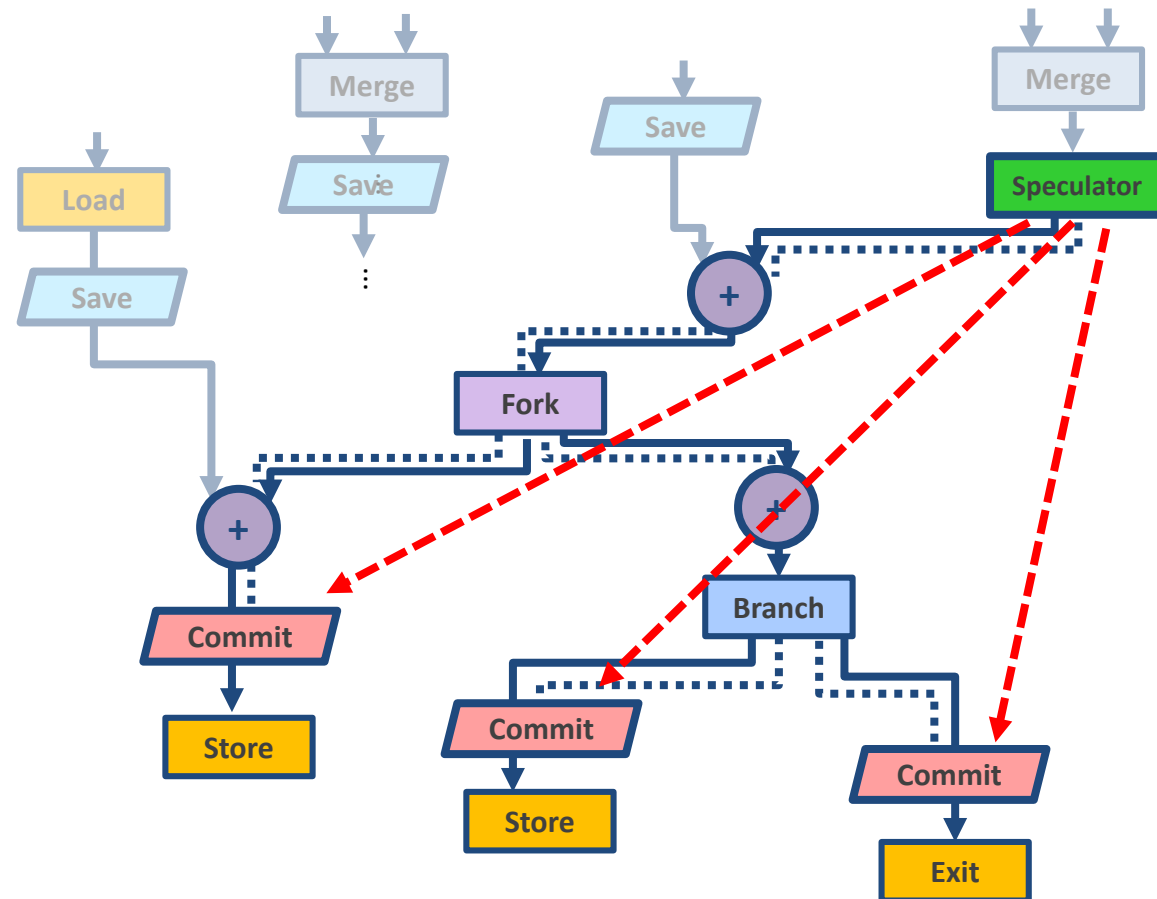 Merge
Merge
Save
Speculator
Load
Save
Save
+
⋮
Fork
+
+
Branch
Commit
Commit
Store
Commit
Store
Exit